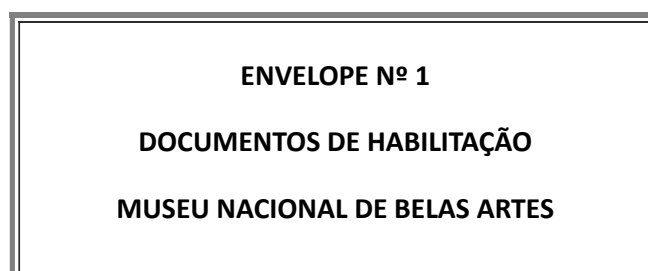 ENVELOPE Nº 1
DOCUMENTOS DE HABILITAÇÃO
MUSEU NACIONAL DE BELAS ARTES